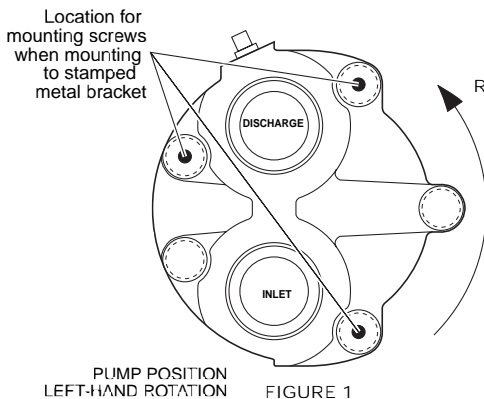 Location for
mounting screws
when mounting
to stamped
metal bracket
R
DISCHARGE
INLET
PUMP POSITION
LEFT-HAND ROTATION
FIGURE 1